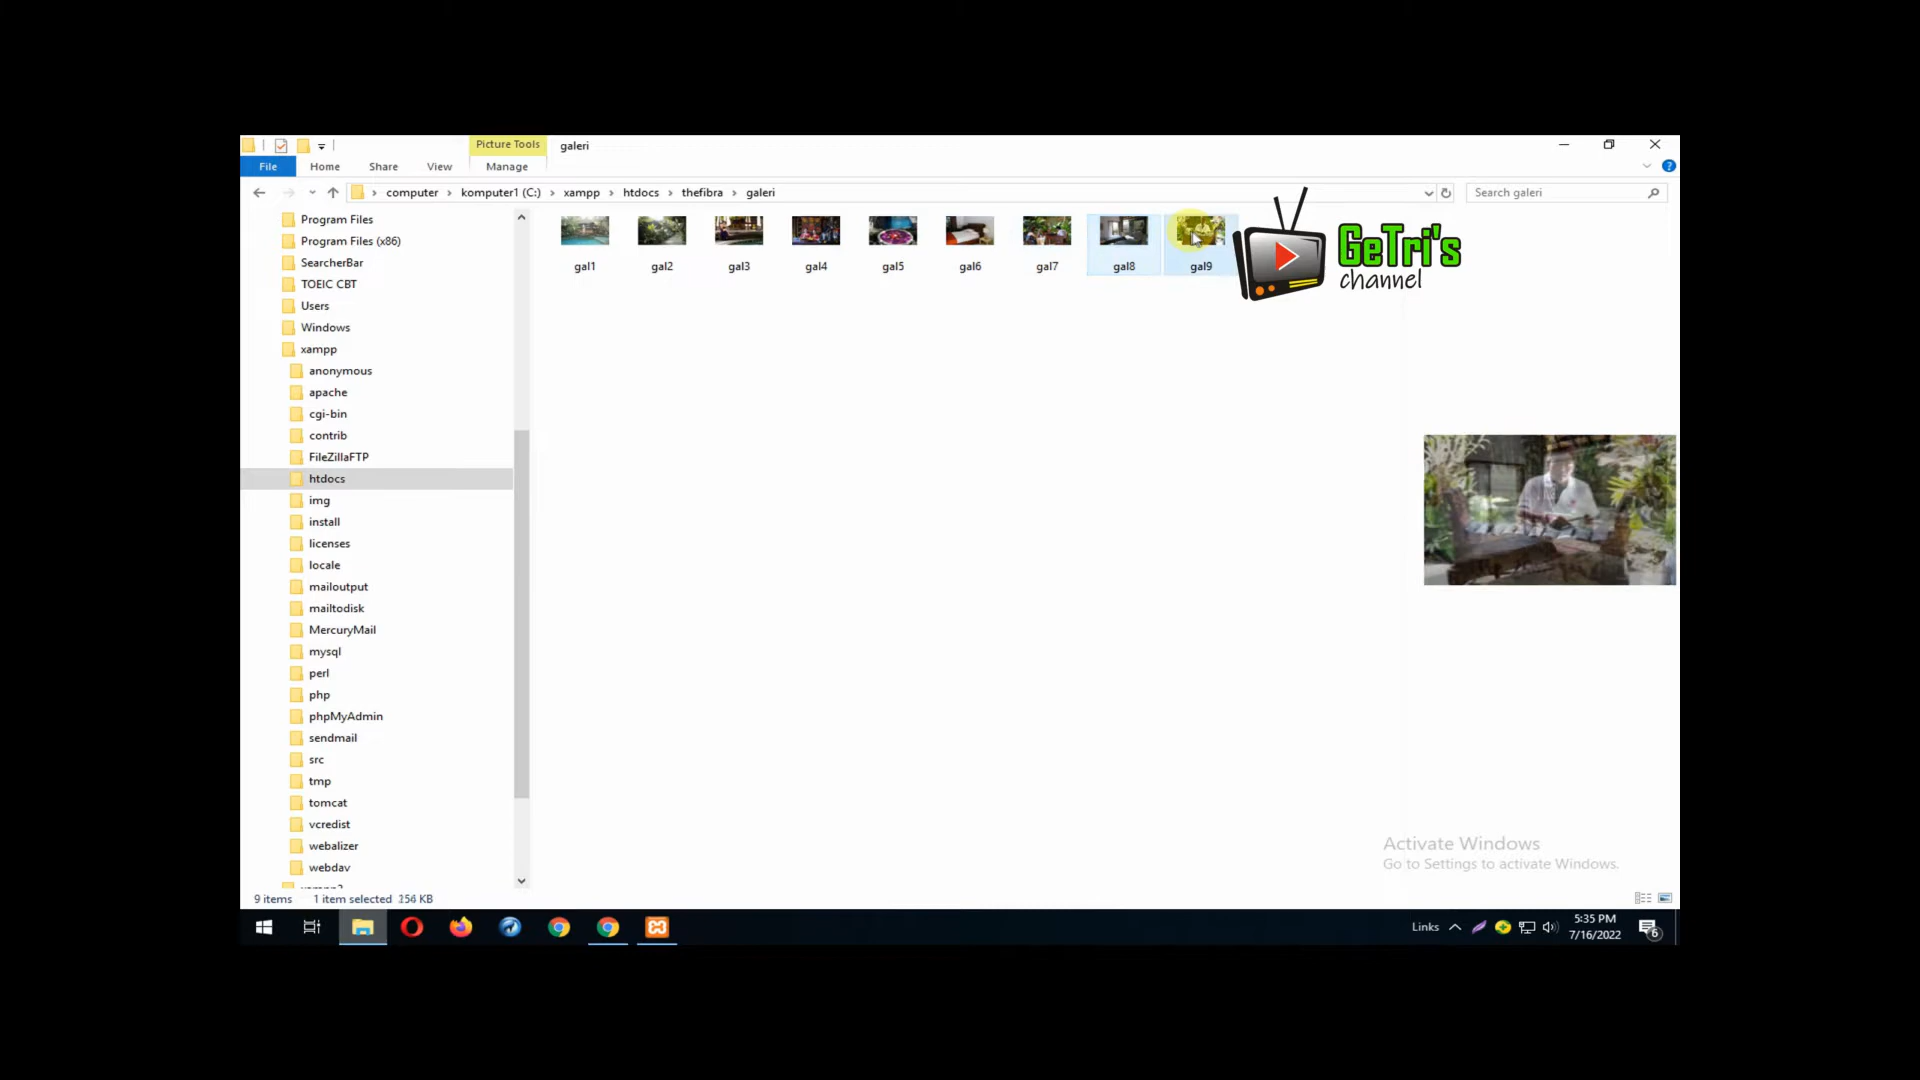 Picture Tools
galeri
File
Home
Share
View
Manage
computer
komputer1 (C:)
xampp
htdocs
thefibra
galeri
Search galeri
Program Files
Program Files (x86)
SearcherBar
TOEIC CBT
Users
Windows
xampp
anonymous
apache
cgi-bin
contrib
FileZillaFTP
htdocs
img
install
licenses
locale
mailoutput
mailtodisk
MercuryMail
mysql
perl
php
phpMyAdmin
sendmail
src
tmp
tomcat
vcredist
webalizer
webdav
gal1
gal2
gal3
gal4
gal5
gal6
gal7
gal8
gal9
GeTri's
channel
Activate Windows
Go to Settings to activate Windows.
9 items
1 item selected
Links
5:35 PM
7/16/2022
6